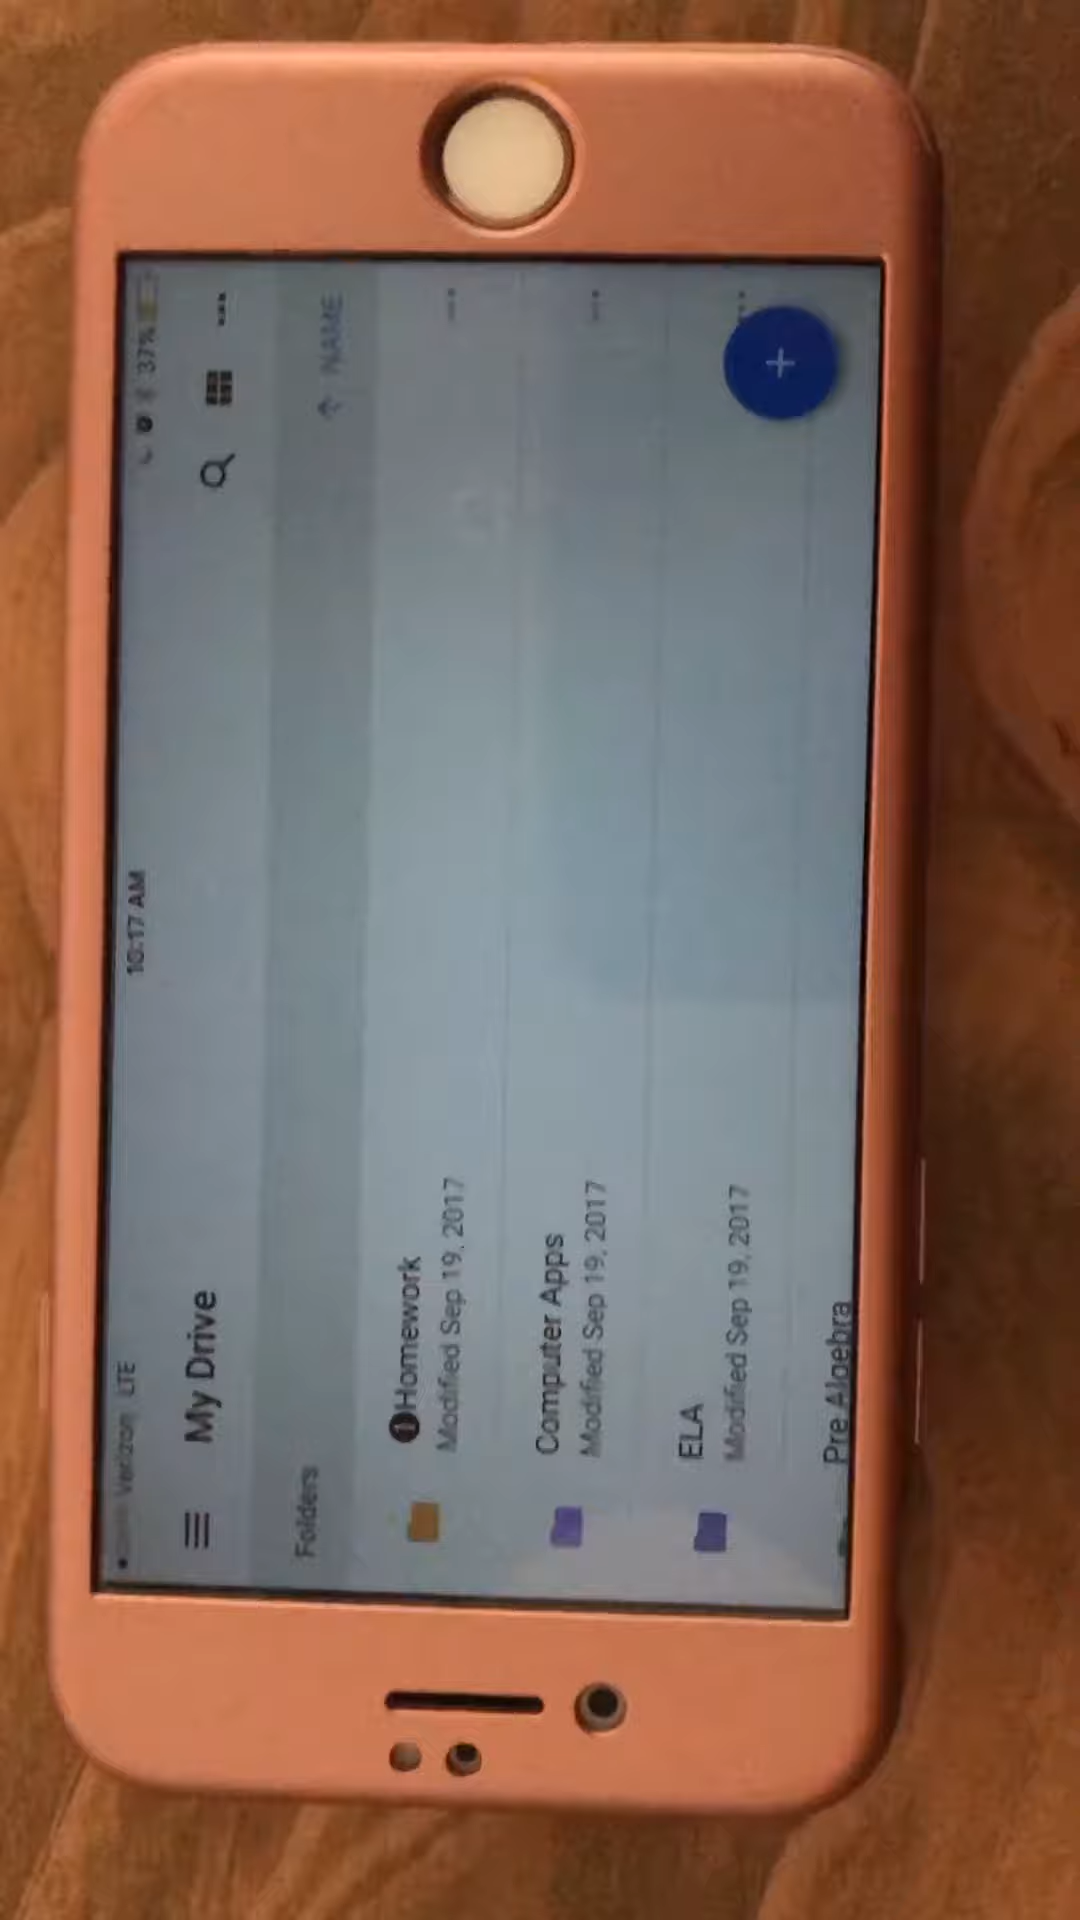 Verizon LTE 10:17 AM 37%
My Drive
Folders NAME
1Homework
Modified Sep 19, 2017
Computer Apps
Modified Sep 19, 2017
ELA
Modified Sep 19, 2017
Pre Algebra